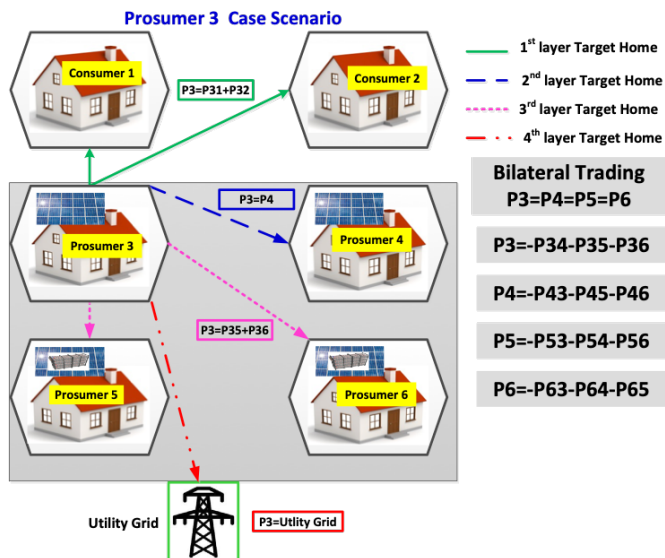 Prosumer 3 Case Scenario
Consumer 1
P3=P31+P32
Consumer 2
1st layer Target Home
2nd layer Target Home
3rd layer Target Home
4th layer Target Home
Bilateral Trading
P3=P4=P5=P6
Prosumer 3
P3=P4
Prosumer 4
P3=-P34-P35-P36
P4=-P43-P45-P46
P3=P35+P36
P5=-P53-P54-P56
Prosumer 5
Prosumer 6
P6=-P63-P64-P65
Utility Grid
P3=Utlity Grid